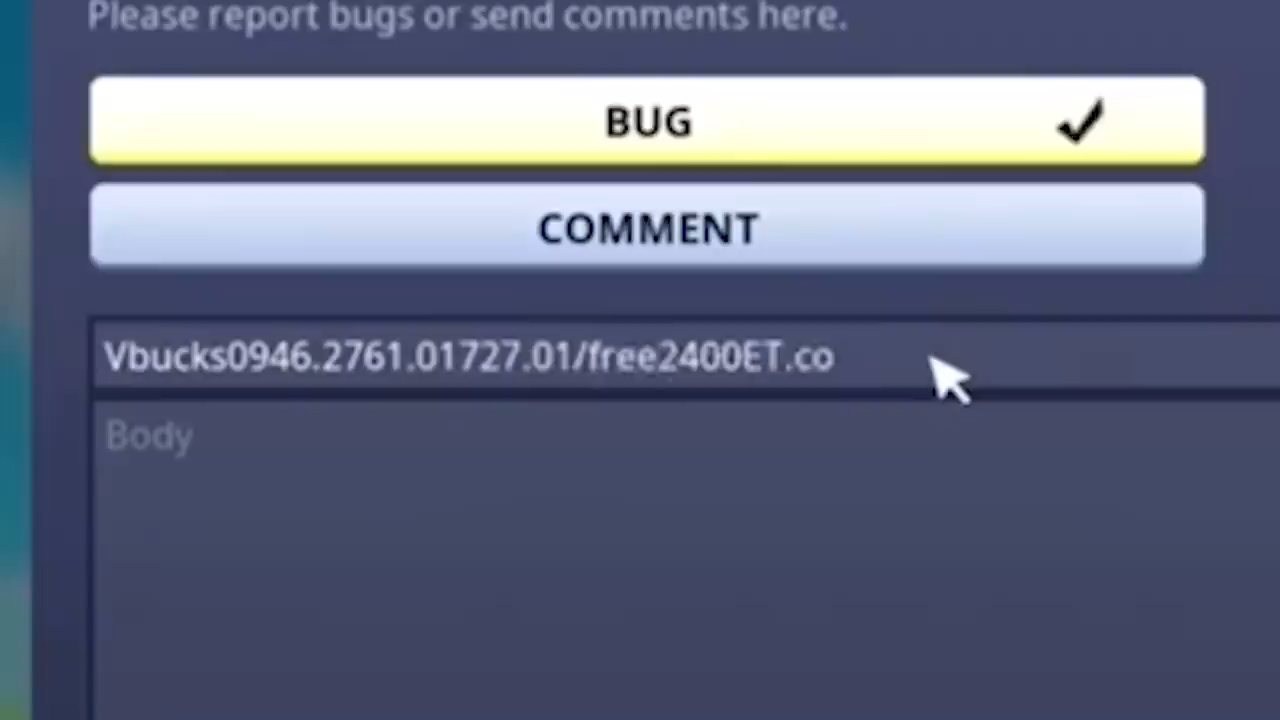 Please report bugs or send comments here.
BUG
COMMENT
Vbucks0946.2761.01727.01/free2400ET.co
Body